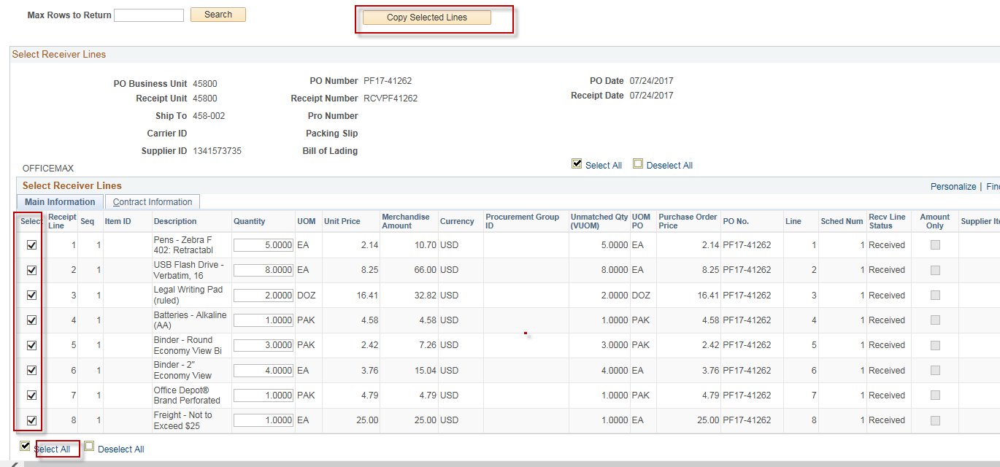 Max Rows to Return Search Copy Selected Lines
Select Receiver Lines
PO Business Unit 45800 PO Number PF17-41262 PO Date 07/24/2017
Receipt Unit 45800 Receipt Number RCVPF41262 Receipt Date 07/24/2017
Ship To 458-002 Pro Number
Carrier ID Packing Slip
Supplier ID 1341573735 Bill of Lading
OFFICEMAX Select All Deselect All
Select Receiver Lines Personalize |
Main Information Contract Information
Select Receipt Line Seq Item ID Description Quantity UOM Unit Price Merchandise Amount Currency Procurement Group ID Unmatched Qty (VUOM) UOM PO Purchase Order Price PO No. Line Sched Num Recv Line Status Amount Only Supplier
1 1 Pens - Zebra F 402: Retractabl 5.0000 EA 2.14 10.70 USD 5.0000 EA 2.14 PF17-41262 1 1 Received
2 1 USB Flash Drive - Verbatim, 16 8.0000 EA 8.25 66.00 USD 8.0000 EA 8.25 PF17-41262 2 1 Received
3 1 Legal Writing Pad (ruled) 2.0000 DOZ 16.41 32.82 USD 2.0000 DOZ 16.41 PF17-41262 3 1 Received
4 1 Batteries - Alkaline (AA) 1.0000 PAK 4.58 4.58 USD 1.0000 PAK 4.58 PF17-41262 4 1 Received
5 1 Binder - Round Economy View Bi 3.0000 PAK 2.42 7.26 USD 3.0000 PAK 2.42 PF17-41262 5 1 Received
6 1 Binder - 2" Economy View 4.0000 EA 3.76 15.04 USD 4.0000 EA 3.76 PF17-41262 6 1 Received
7 1 Office Depot® Brand Perforated 1.0000 PAK 4.79 4.79 USD 1.0000 PAK 4.79 PF17-41262 7 1 Received
8 1 Freight - Not to Exceed $25 1.0000 EA 25.00 25.00 USD 1.0000 EA 25.00 PF17-41262 8 1 Received
Select All Deselect All